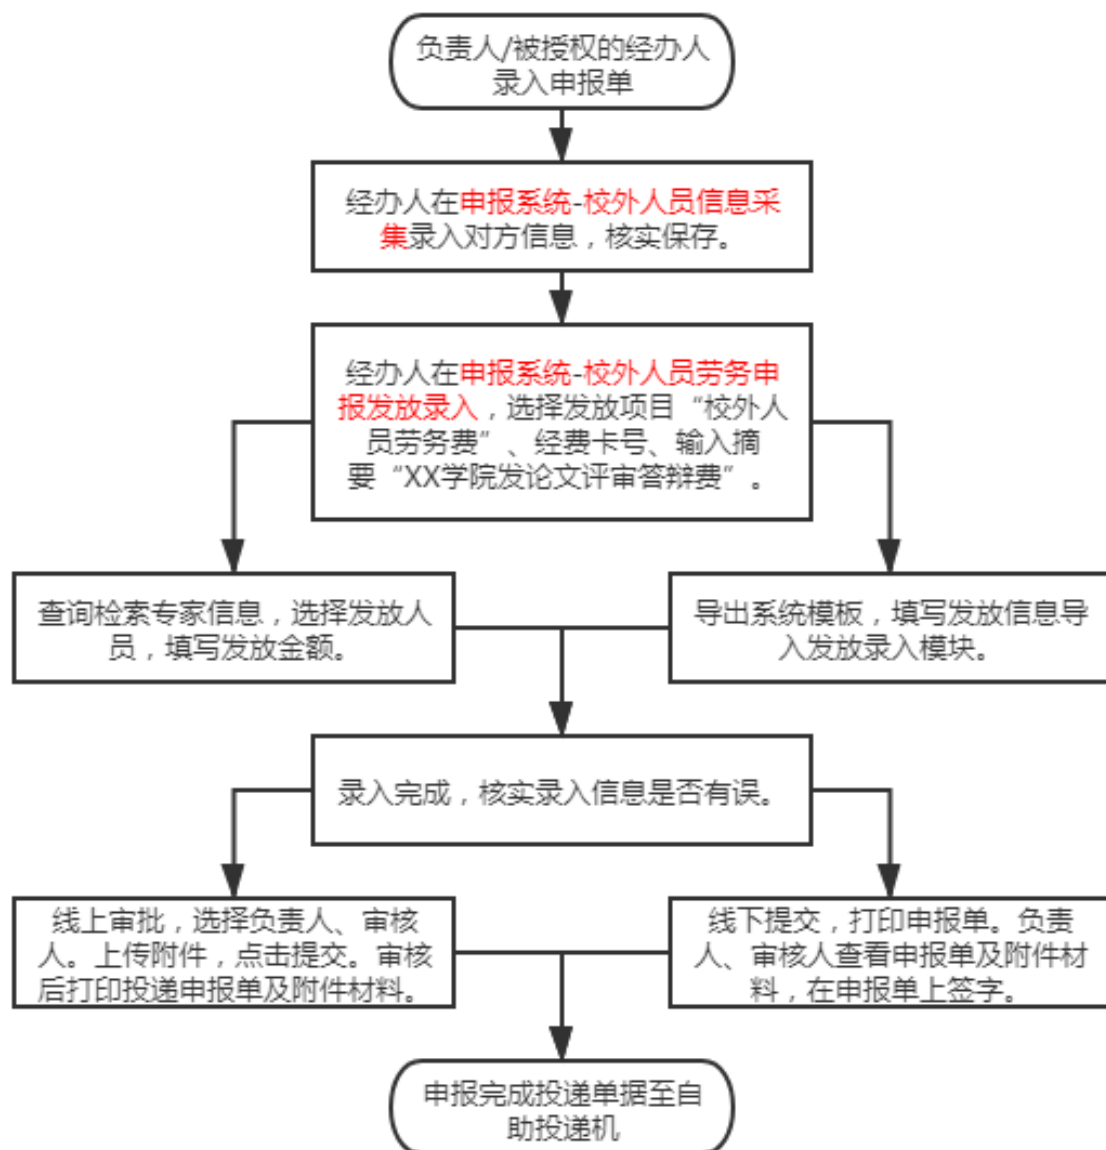 负责人/被授权的经办人
录入申报单
经办人在申报系统-校外人员信息采
集录入对方信息，核实保存。
经办人在申报系统-校外人员劳务申
报发放录入，选择发放项目“校外人
员劳务费”、经费卡号、输入摘
要“XX学院发论文评审答辩费”。
查询检索专家信息，选择发放人
员，填写发放金额。
导出系统模板，填写发放信息导
入发放录入模块。
录入完成，核实录入信息是否有误。
线上审批，选择负责人、审核
人。上传附件，点击提交。审核
后打印投递申报单及附件材料。
线下提交，打印申报单。负责
人、审核人查看申报单及附件材
料，在申报单上签字。
申报完成投递单据至自
助投递机